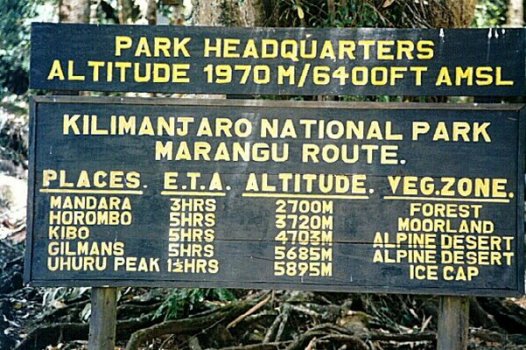 PARK HEADQUARTERS
ALTITUDE 1970 M/6400FT AMSL
KILIMANJARO NATIONAL PARK
MARANGU ROUTE.
PLACES. E.T.A. ALTITUDE. VEG.ZONE.
MANDARA 3HRS 2700M FOREST
HOROMBO 5HRS 3720M MOORLAND
KIBO 5HRS 4703M ALPINE DESERT
GILMANS 5HRS 5685M ALPINE DESERT
UHURU PEAK 1½HRS 5895M ICE CAP